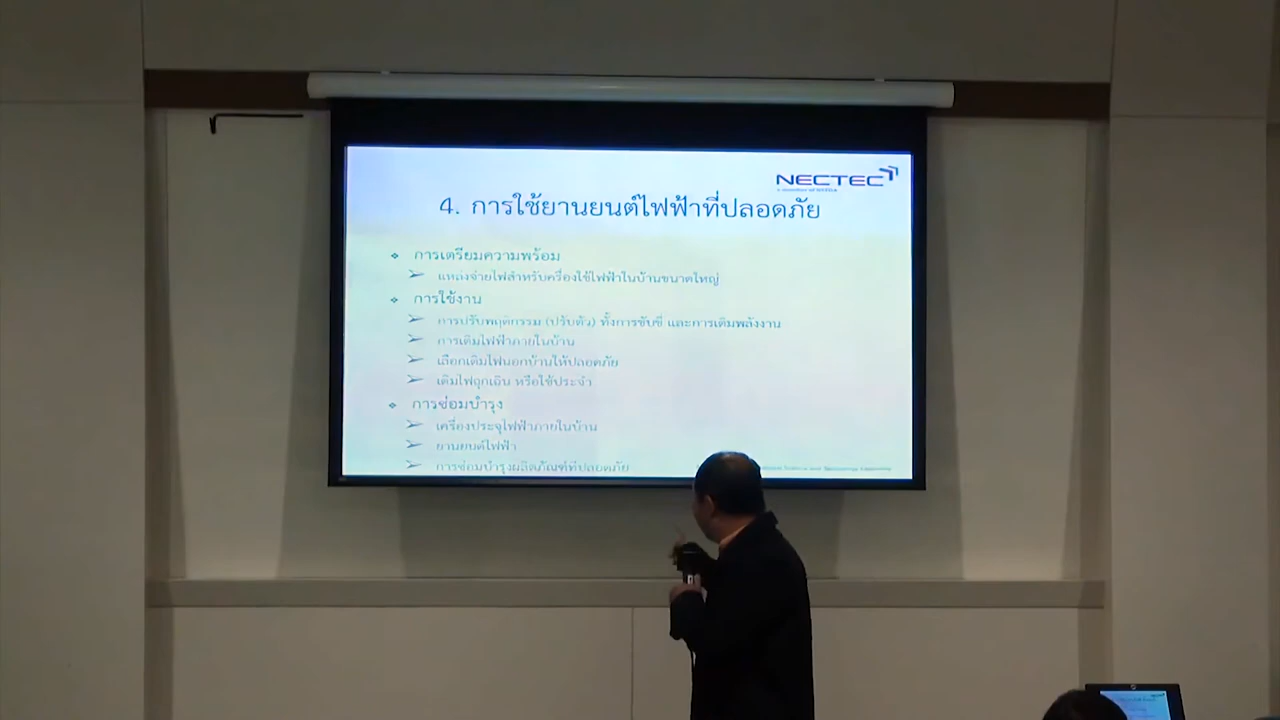 NECTEC
4. การใช้ยานยนต์ไฟฟ้าที่ปลอดภัย
การเตรียมความพร้อม
แหล่งจ่ายไฟสำหรับเครื่องใช้ไฟฟ้าในบ้านขนาดใหญ่
การใช้งาน
การปรับพฤติกรรม (ปรับตัว) ทั้งการขับขี่ และการเติมพลังงาน
การเติมไฟฟ้าภายในบ้าน
เลือกเติมไฟนอกบ้านให้ปลอดภัย
เติมไฟฉุกเฉิน หรือใช้ประจำ
การซ่อมบำรุง
เครื่องประจุไฟฟ้าภายในบ้าน
ยานยนต์ไฟฟ้า
การซ่อมบำรุงผลิตภัณฑ์ที่ปลอดภัย